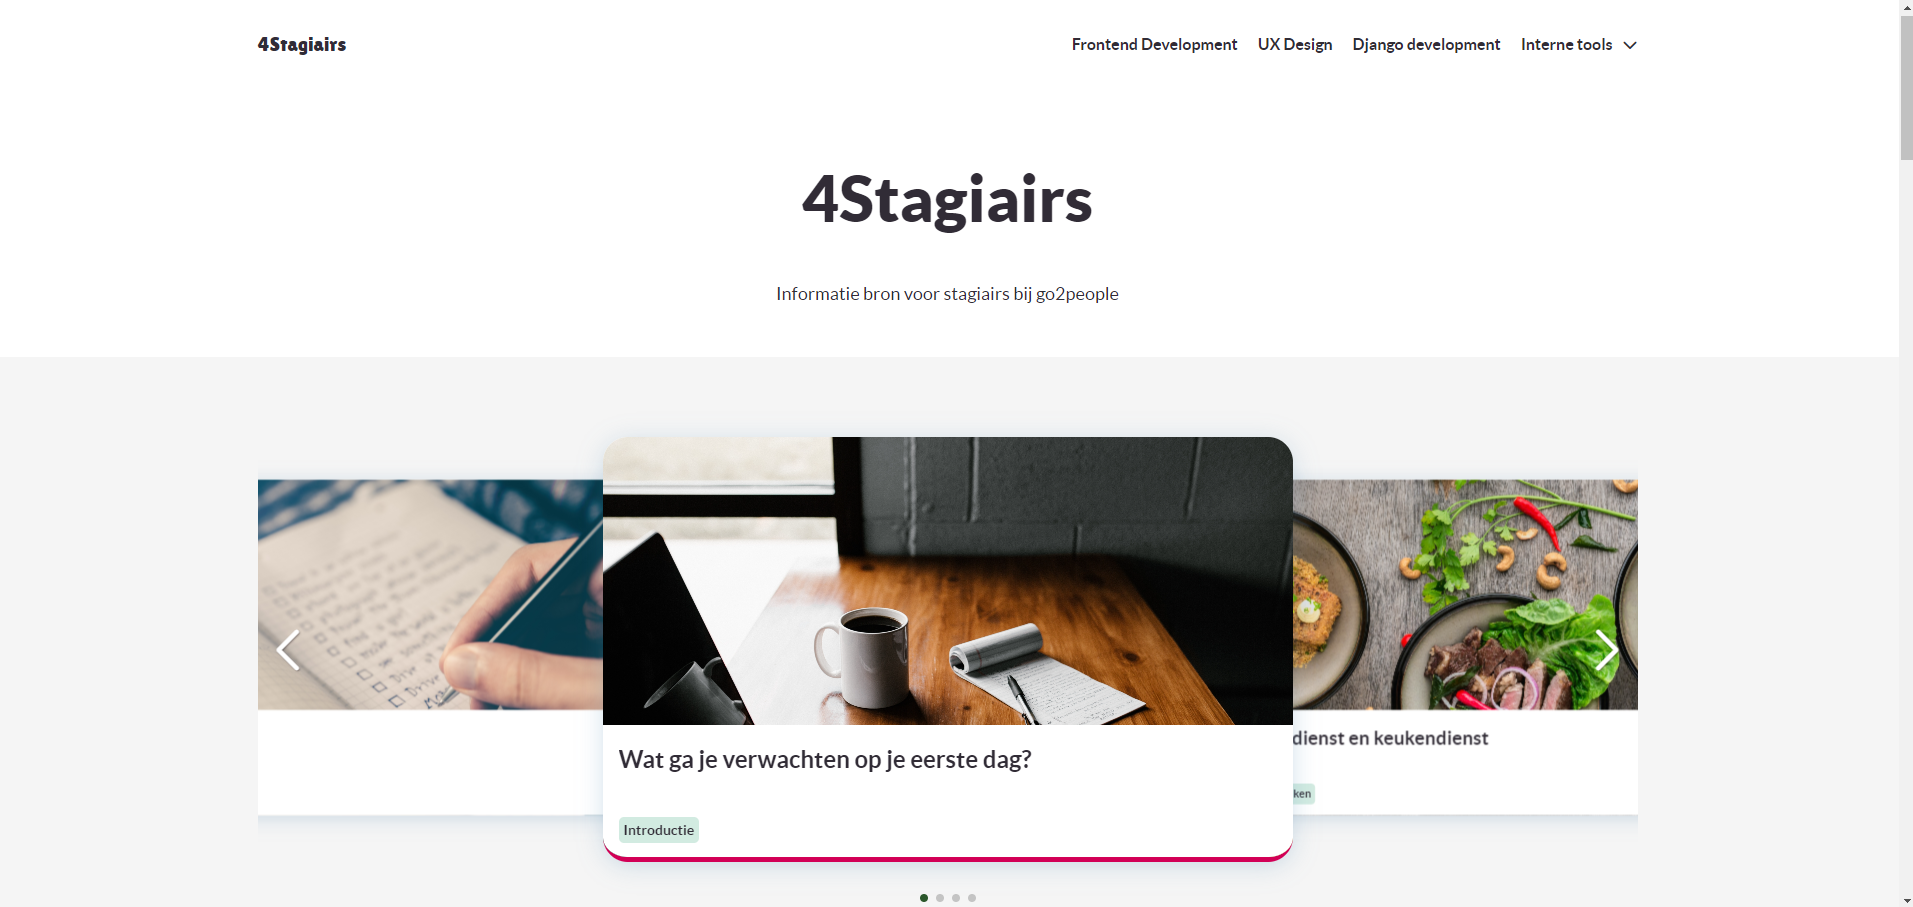 4Stagiairs
Frontend Development UX Design Django development Interne tools
4Stagiairs
Informatie bron voor stagiairs bij go2people
Wat ga je verwachten op je eerste dag?
Introductie
dienst en keukendienst
ken